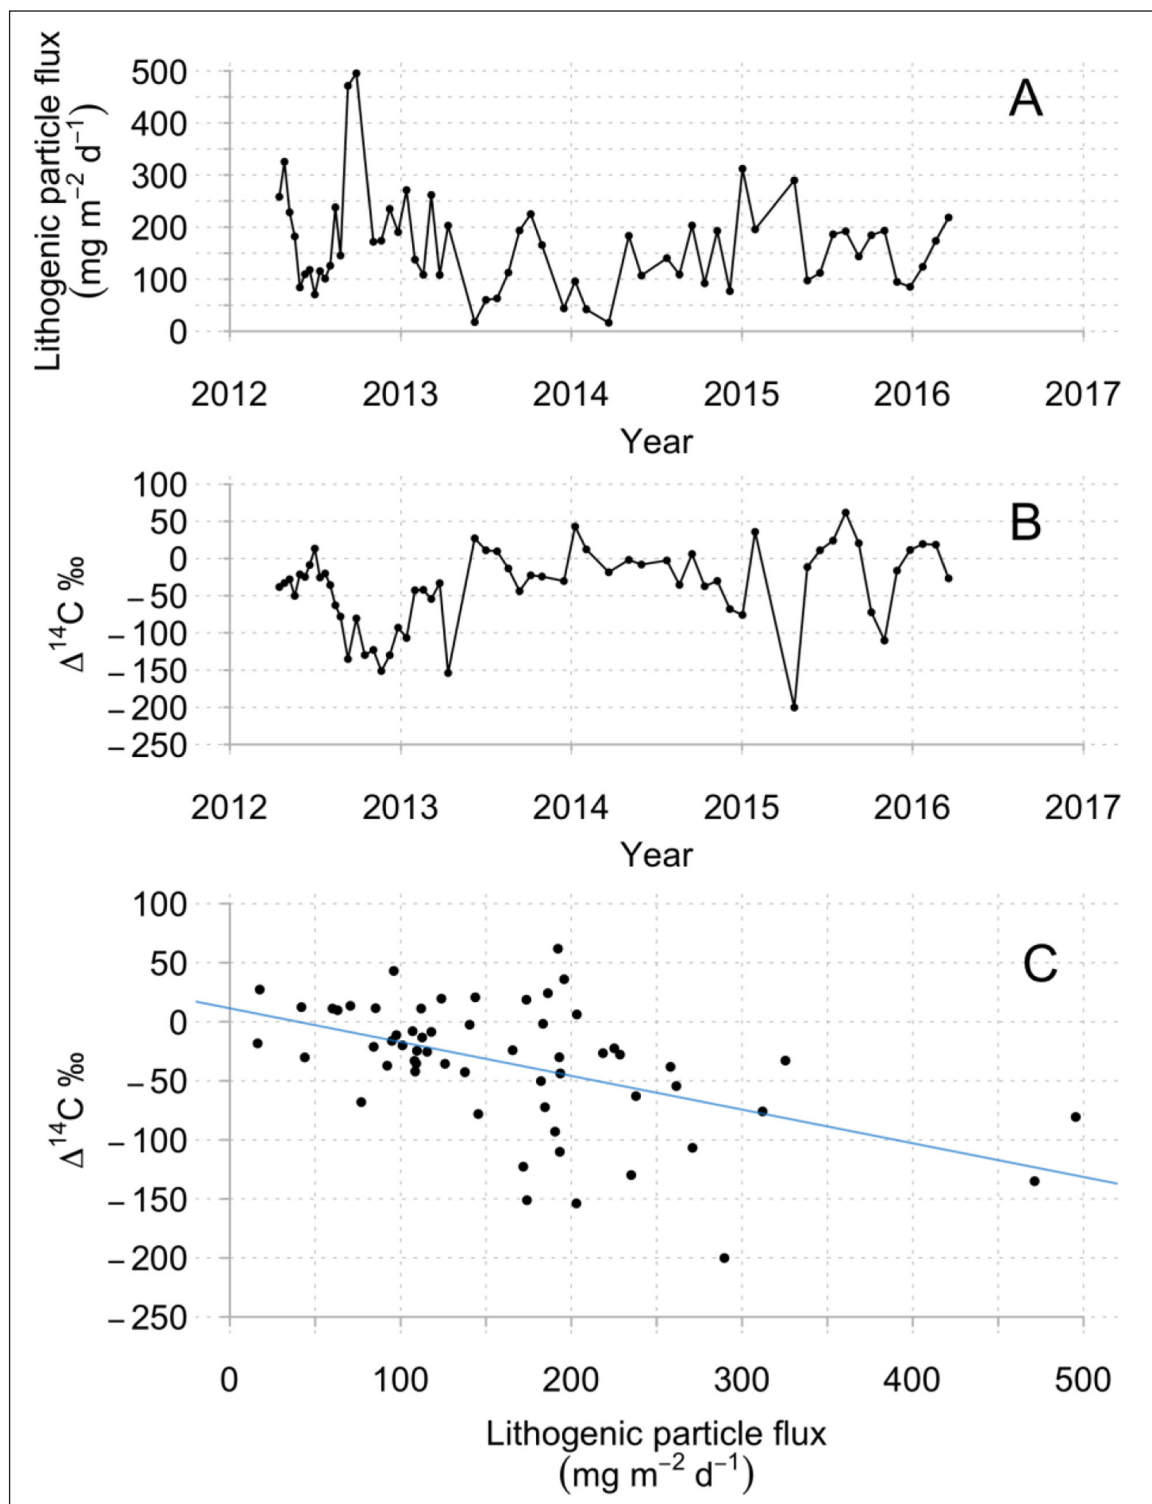 Lithogenic particle flux
(mg m−2 d−1)
500
400
300
200
100
0
A
2012 2013 2014 2015 2016 2017
Year
Δ14C ‰
100
50
0
−50
−100
−150
−200
−250
B
2012 2013 2014 2015 2016 2017
Year
Δ14C ‰
100
50
0
−50
−100
−150
−200
−250
C
0 100 200 300 400 500
Lithogenic particle flux
(mg m−2 d−1)